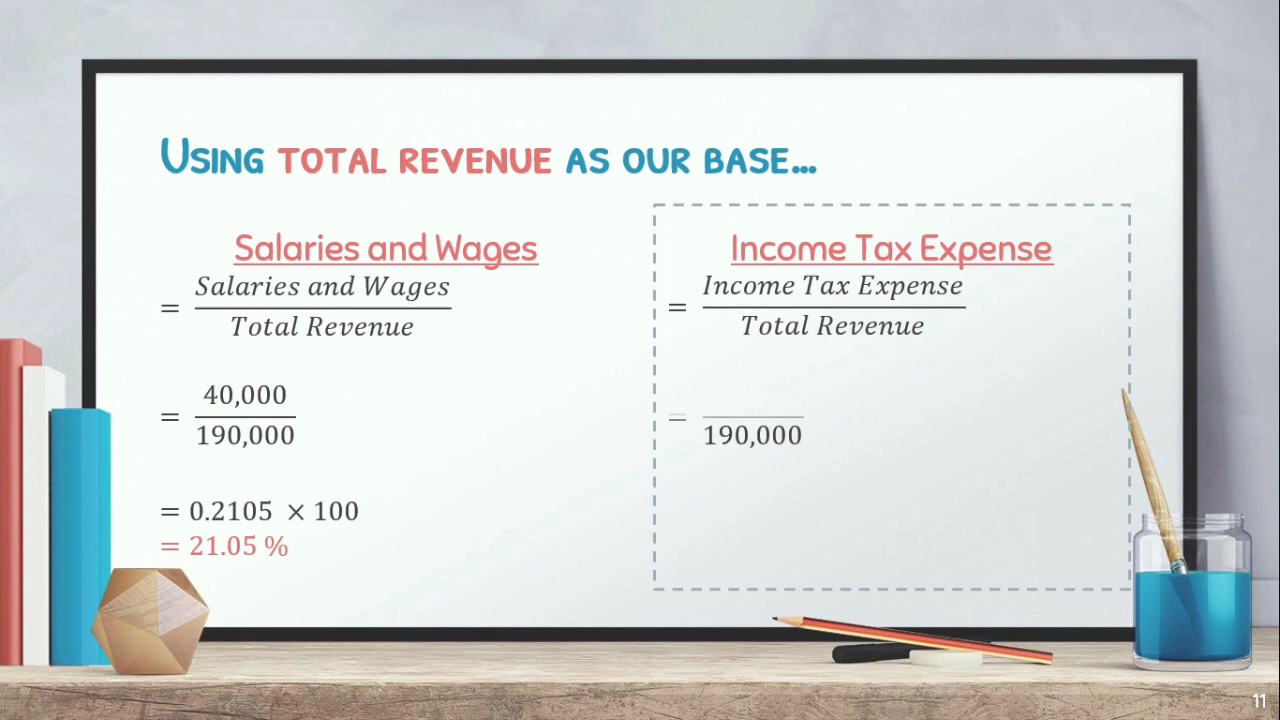 USING TOTAL REVENUE AS OUR BASE...
Salaries and Wages
= Salaries and Wages
Total Revenue
= 40,000
190,000
= 0.2105 × 100
= 21.05 %
Income Tax Expense
= Income Tax Expense
Total Revenue
=
190,000
11